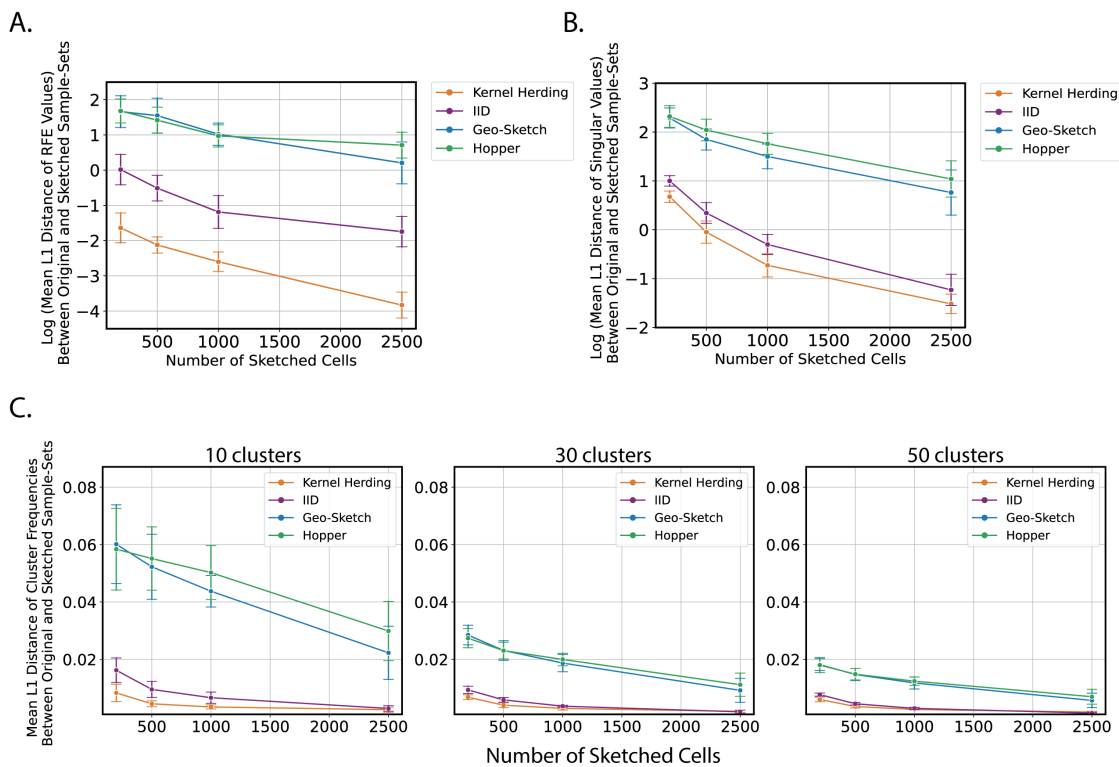 A.
Log (Mean L1 Distance of RFE Values)
Between Original and Sketched Sample-Sets
2
1
0
−1
−2
−3
−4
500
1000
1500
2000
2500
Number of Sketched Cells
Kernel Herding
IID
Geo-Sketch
Hopper
B.
Log (Mean L1 Distance of Singular Values)
Between Original and Sketched Sample-Sets
3
2
1
0
−1
−2
500
1000
1500
2000
2500
Number of Sketched Cells
Kernel Herding
IID
Geo-Sketch
Hopper
C.
Mean L1 Distance of Cluster Frequencies
Between Original and Sketched Sample-Sets
10 clusters
0.08
0.06
0.04
0.02
500
1000
1500
2000
2500
Kernel Herding
IID
Geo-Sketch
Hopper
30 clusters
0.08
0.06
0.04
0.02
500
1000
1500
2000
2500
Kernel Herding
IID
Geo-Sketch
Hopper
50 clusters
0.08
0.06
0.04
0.02
500
1000
1500
2000
2500
Kernel Herding
IID
Geo-Sketch
Hopper
Number of Sketched Cells